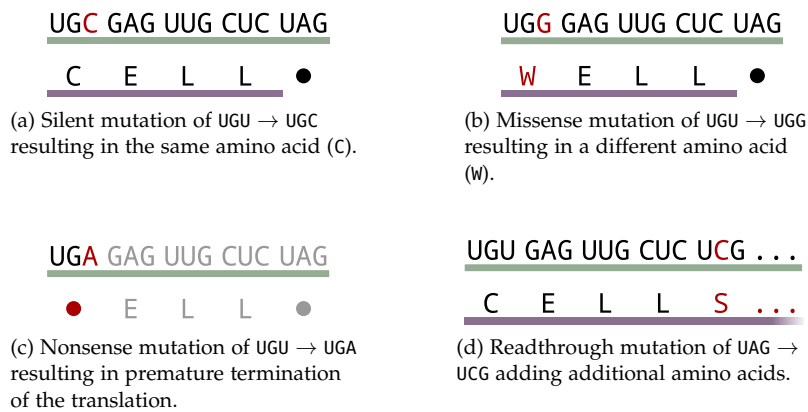 UGC GAG UUG CUC UAG
C E L L ●
(a) Silent mutation of UGU → UGC
resulting in the same amino acid (C).
UGG GAG UUG CUC UAG
W E L L ●
(b) Missense mutation of UGU → UGG
resulting in a different amino acid
(W).
UGA GAG UUG CUC UAG
● E L L ●
(c) Nonsense mutation of UGU → UGA
resulting in premature termination
of the translation.
UGU GAG UUG CUC UCG ...
C E L L S ...
(d) Readthrough mutation of UAG →
UCG adding additional amino acids.